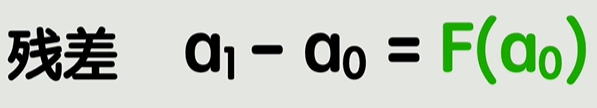 残差 a₁ − a₀ = F(a₀)